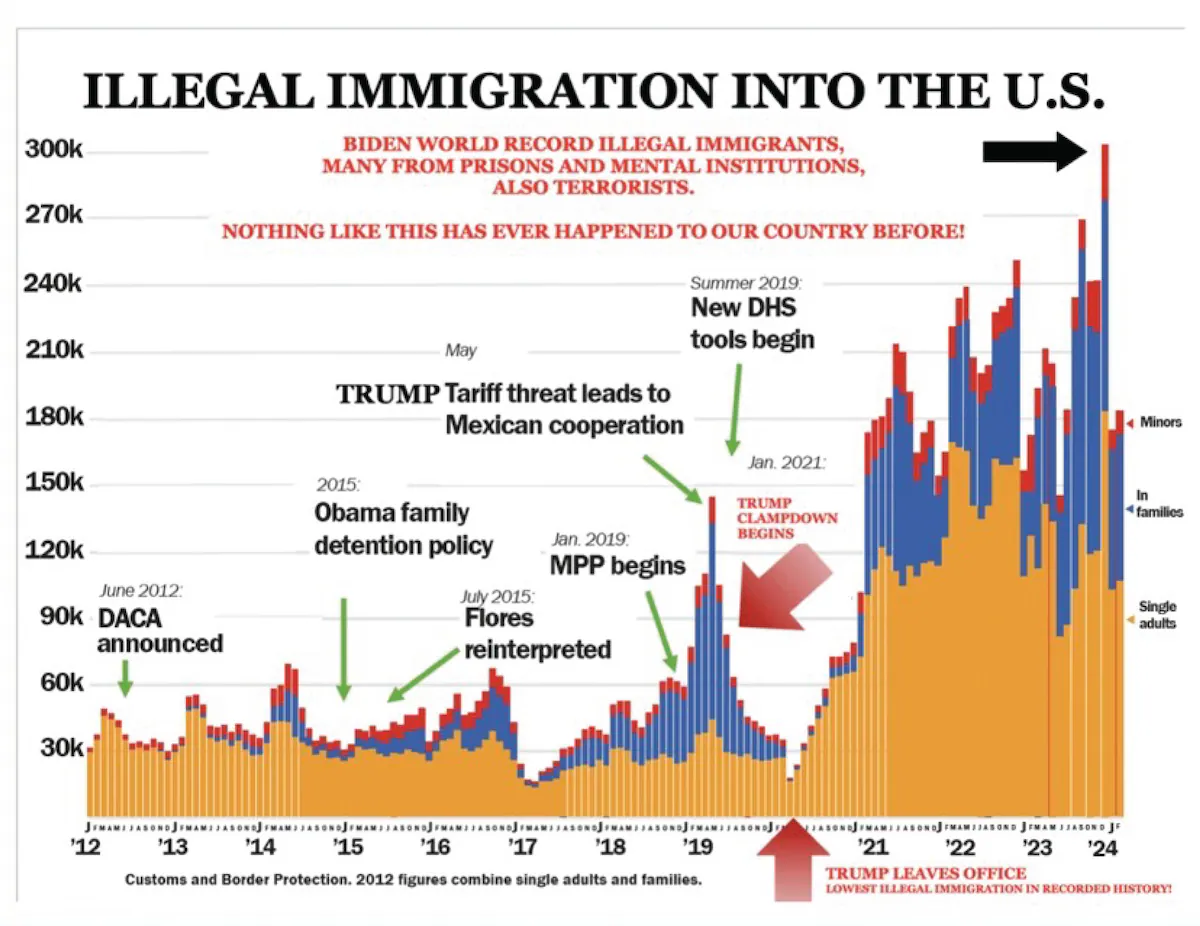 ILLEGAL IMMIGRATION INTO THE U.S.
BIDEN WORLD RECORD ILLEGAL IMMIGRANTS,
MANY FROM PRISONS AND MENTAL INSTITUTIONS,
ALSO TERRORISTS.
NOTHING LIKE THIS HAS EVER HAPPENED TO OUR COUNTRY BEFORE!
300k
270k
240k
210k
180k
150k
120k
90k
60k
30k
Summer 2019:
New DHS
tools begin
May
TRUMP Tariff threat leads to
Mexican cooperation
Jan. 2021:
TRUMP
CLAMPDOWN
BEGINS
2015:
Obama family
detention policy
Jan. 2019:
MPP begins
June 2012:
DACA
announced
July 2015:
Flores
reinterpreted
Minors
In
families
Single
adults
J F M A M J J A S O N D J F M A M J J A S O N D J F M A M J J A S O N D J F M A M J J A S O N D J F M A M J J A S O N D J F M A M J J A S O N D J F M A M J J A S O N D J F M A M J J A S O N D J F M A M J J A S O N D J F M A M J J A S O N D J F M A M J J A S O N D J F M A M J J A S O N D J F
'12 '13 '14 '15 '16 '17 '18 '19 '21 '22 '23 '24
Customs and Border Protection. 2012 figures combine single adults and families.
TRUMP LEAVES OFFICE
LOWEST ILLEGAL IMMIGRATION IN RECORDED HISTORY!